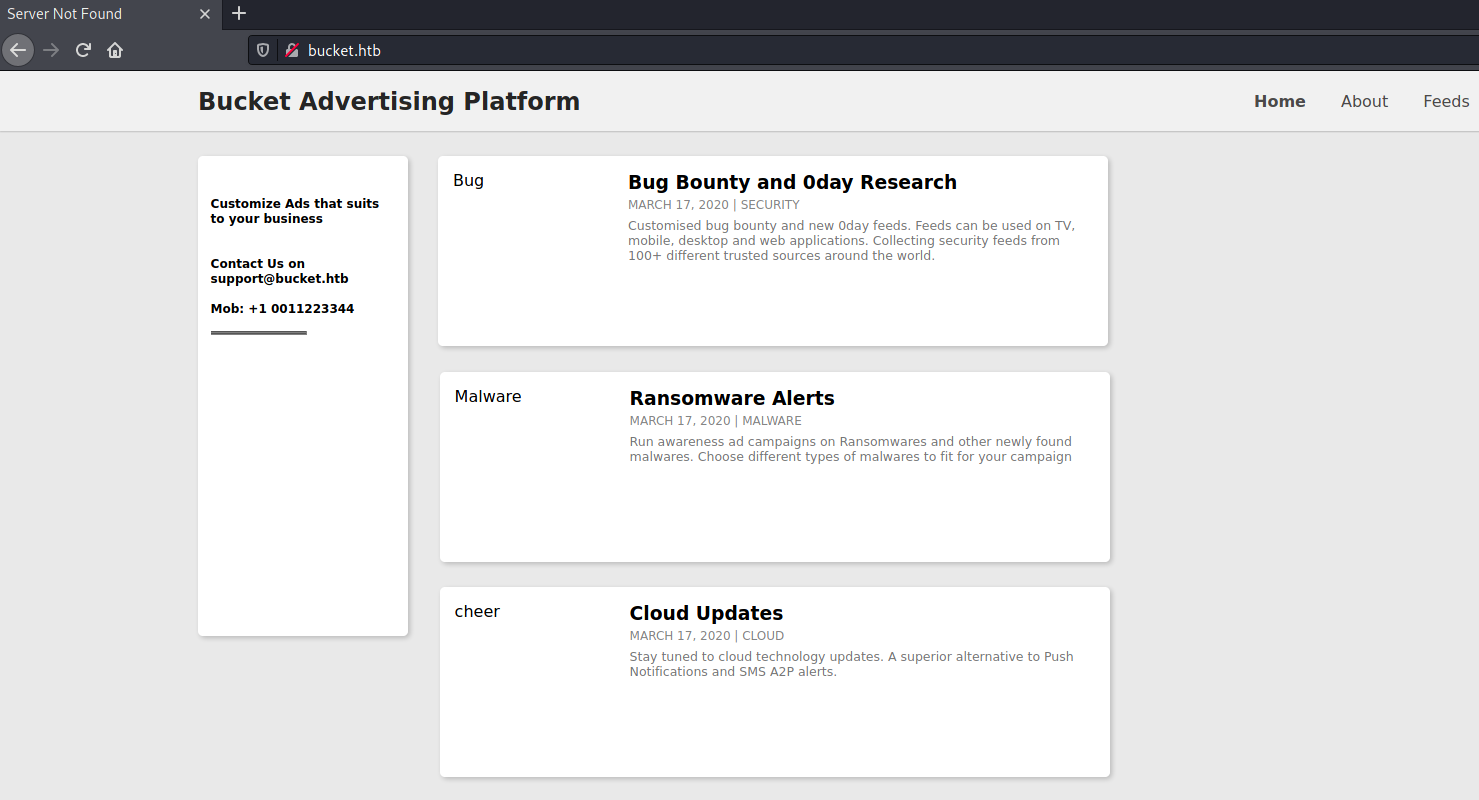 Server Not Found
bucket.htb
Bucket Advertising Platform
Home About Feeds
Customize Ads that suits
to your business
Contact Us on
support@bucket.htb
Mob: +1 0011223344
Bug
Bug Bounty and 0day Research
MARCH 17, 2020 | SECURITY
Customised bug bounty and new 0day feeds. Feeds can be used on TV,
mobile, desktop and web applications. Collecting security feeds from
100+ different trusted sources around the world.
Malware
Ransomware Alerts
MARCH 17, 2020 | MALWARE
Run awareness ad campaigns on Ransomwares and other newly found
malwares. Choose different types of malwares to fit for your campaign
cheer
Cloud Updates
MARCH 17, 2020 | CLOUD
Stay tuned to cloud technology updates. A superior alternative to Push
Notifications and SMS A2P alerts.